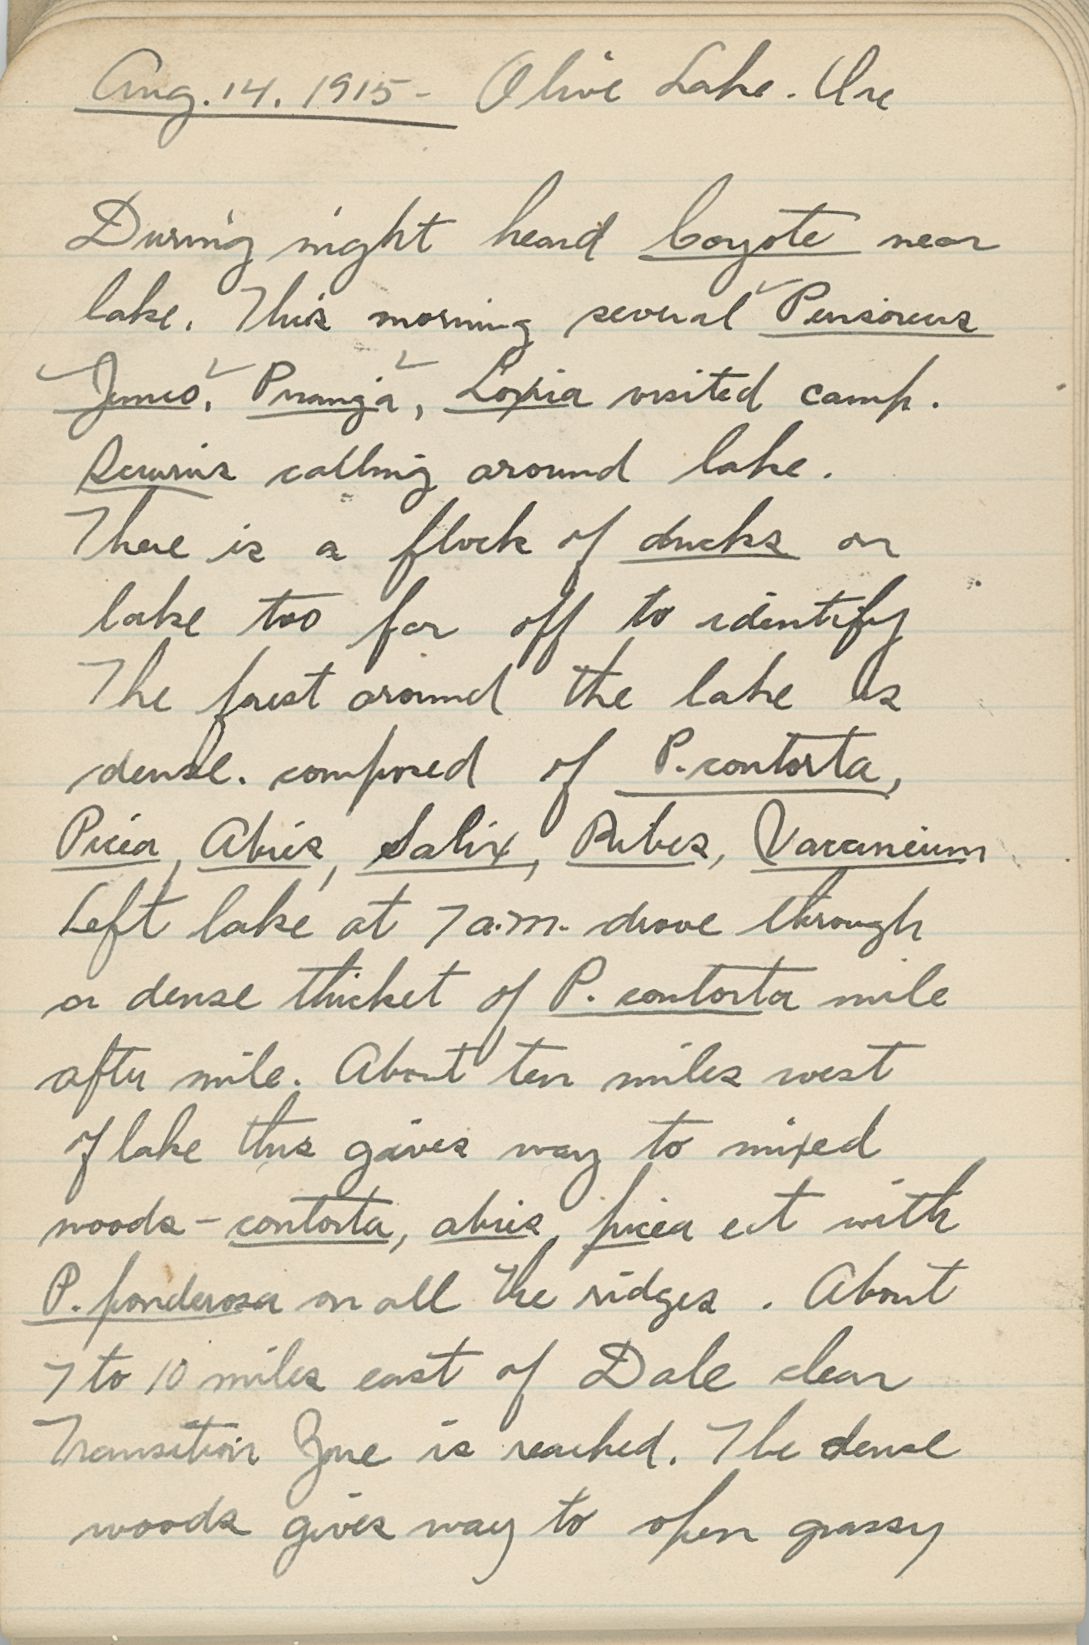 Aug. 14. 1915 - Olive Lake. Ore
During night heard Coyote near
lake. This morning several Perisoreus
Junco, Piranga, Loxia visited camp.
Sciurus calling around lake.
There is a flock of ducks on
lake too far off to identify
The forest around the lake is
dense. composed of P. contorta,
Picea, Abies, Salix, Ribes, Vaccineium
Left lake at 7 a.m. drove through
a dense thicket of P. contorta mile
after mile. About ten miles west
of lake this gives way to mixed
woods - contorta, abies, picea ect with
P. ponderosa on all the ridges. About
7 to 10 miles east of Dale clear
Transition Zone is reached. The dense
woods gives way to open grassy